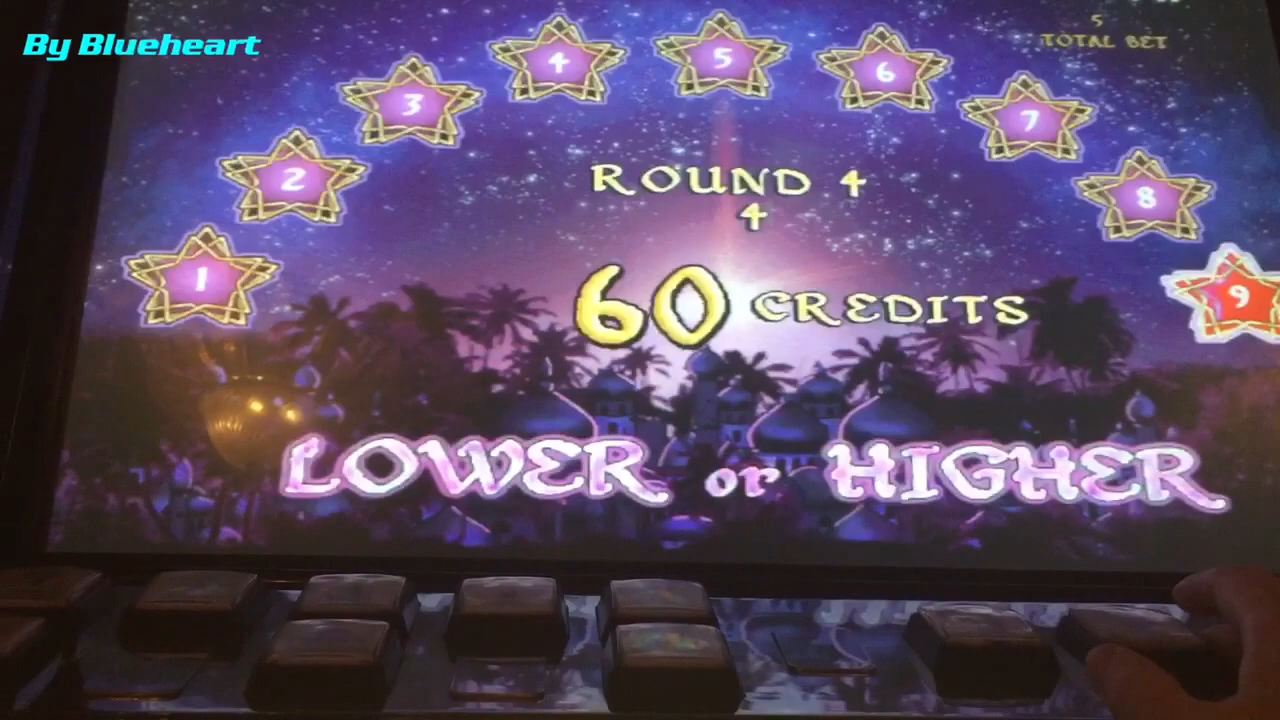 By Blueheart
5
TOTAL BET
1 2 3 4 5 6 7 8 9
ROUND 4
4
60 CREDITS
LOWER or HIGHER